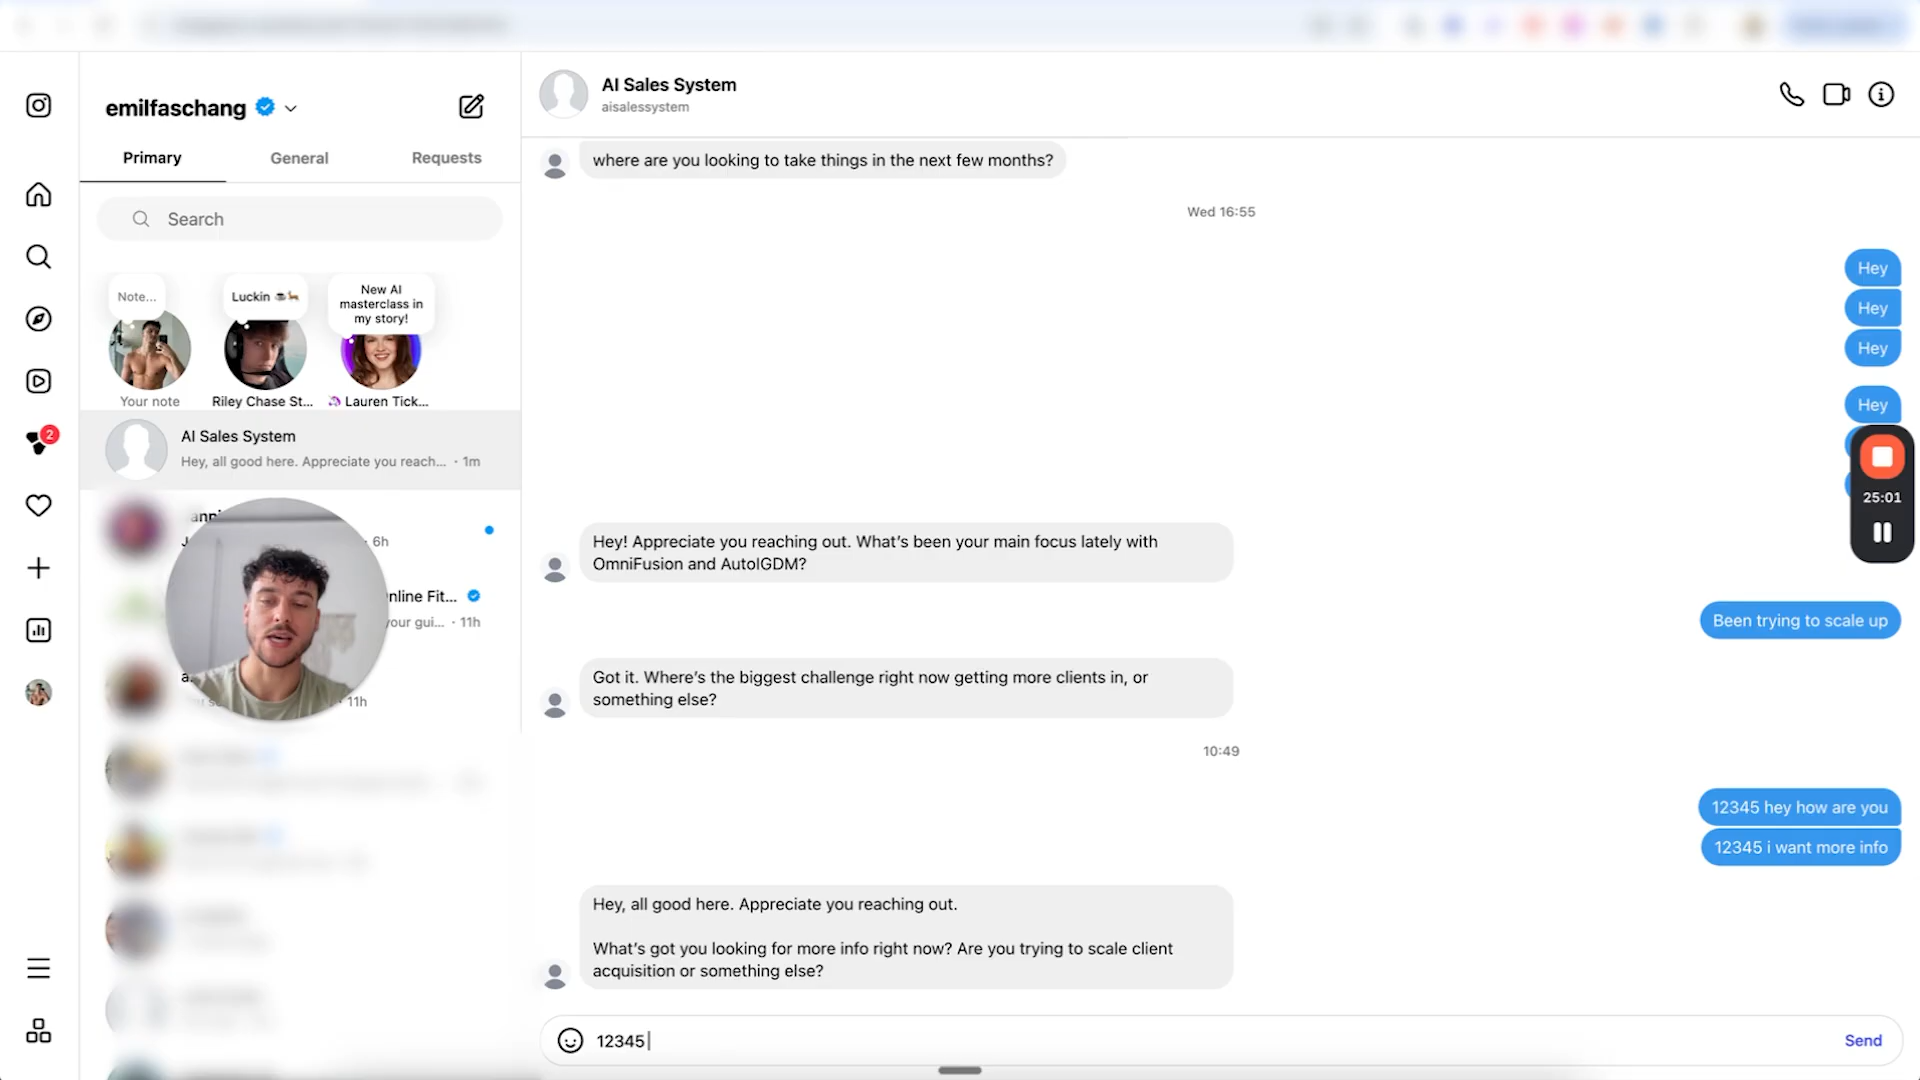 emilfaschang
Primary
General
Requests
Search
Note...
Luckin ☕🦌
New AI
masterclass in
my story!
Your note
Riley Chase St...
Lauren Tick...
AI Sales System
Hey, all good here. Appreciate you reach... · 1m
6h
nline Fit...
your gui... · 11h
11h
2
AI Sales System
aisalessystem
where are you looking to take things in the next few months?
Wed 16:55
Hey
Hey
Hey
Hey
25:01
Hey! Appreciate you reaching out. What's been your main focus lately with
OmniFusion and AutoIGDM?
Been trying to scale up
Got it. Where's the biggest challenge right now getting more clients in, or
something else?
10:49
12345 hey how are you
12345 i want more info
Hey, all good here. Appreciate you reaching out.
What's got you looking for more info right now? Are you trying to scale client
acquisition or something else?
12345
Send